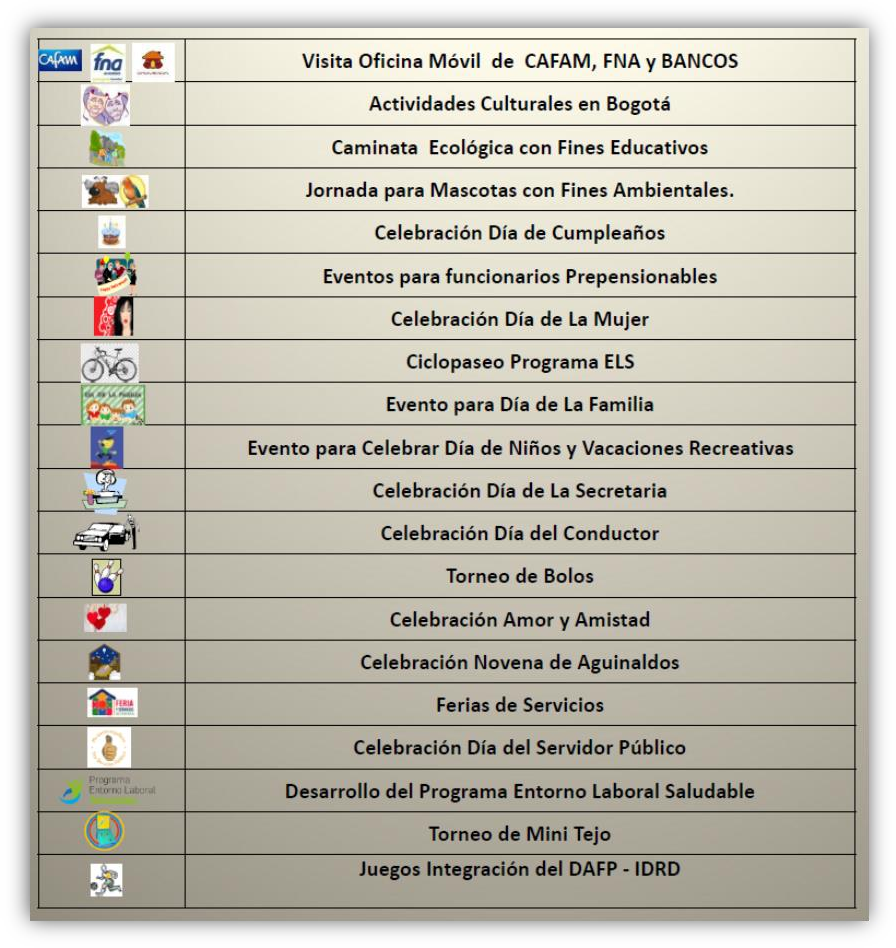 CAFAM
fna
Visita Oficina Móvil de CAFAM, FNA y BANCOS
Actividades Culturales en Bogotá
Caminata Ecológica con Fines Educativos
Jornada para Mascotas con Fines Ambientales.
Celebración Día de Cumpleaños
Eventos para funcionarios Prepensionables
Celebración Día de La Mujer
Ciclopaseo Programa ELS
DIA DE LA FAMILIA
Evento para Día de La Familia
Evento para Celebrar Día de Niños y Vacaciones Recreativas
Celebración Día de La Secretaria
Celebración Día del Conductor
Torneo de Bolos
Celebración Amor y Amistad
Celebración Novena de Aguinaldos
FERIA
Ferias de Servicios
Celebración Día del Servidor Público
Programa
Entorno Laboral
Desarrollo del Programa Entorno Laboral Saludable
Torneo de Mini Tejo
Juegos Integración del DAFP - IDRD